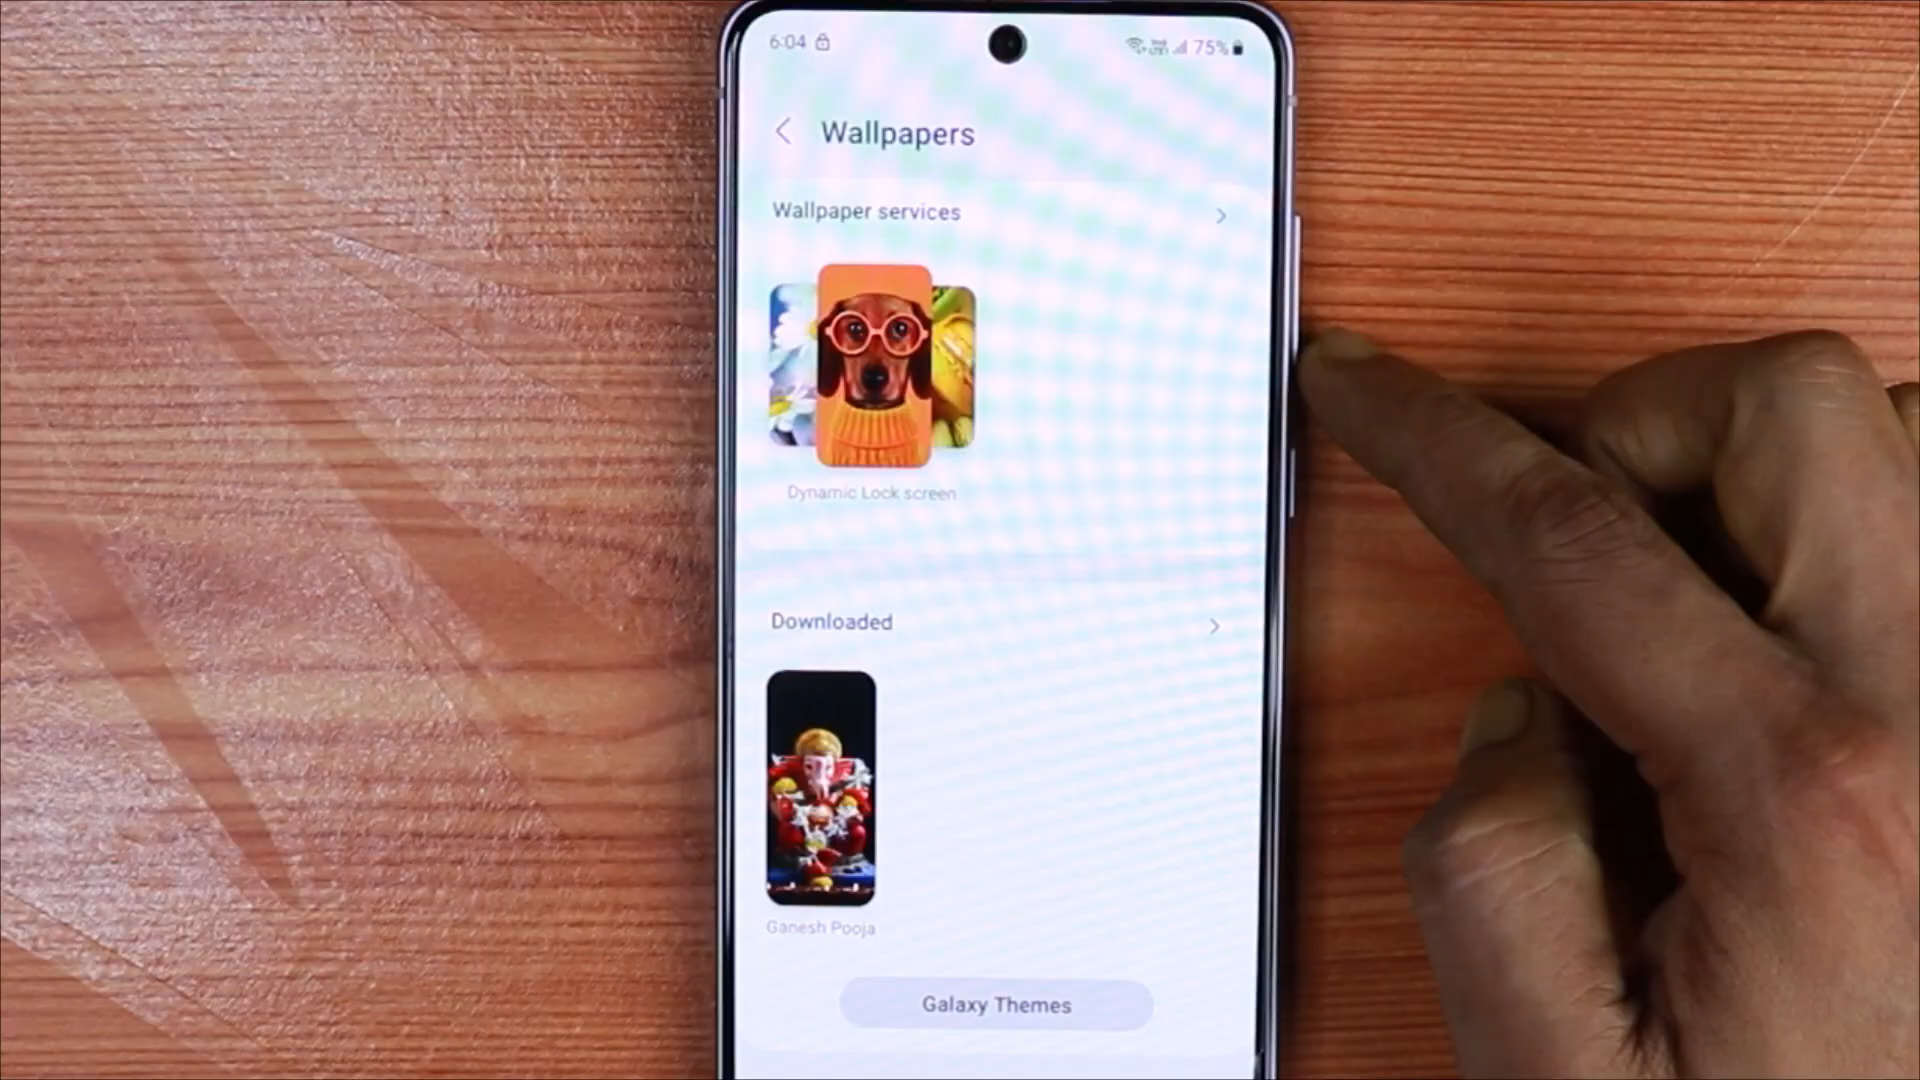 6:04
75%
Wallpapers
Wallpaper services
Dynamic Lock screen
Downloaded
Ganesh Pooja
Galaxy Themes